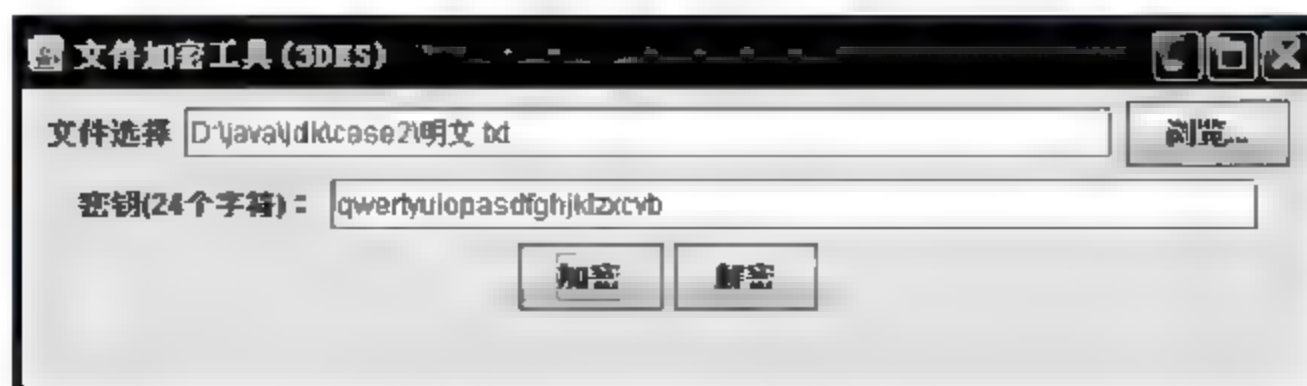 文件加密工具(3DES)
文件选择 D:\java\jdk\case2\明文.txt 浏览...
密钥(24个字符)： qwertyuiopasdfghjklzxcvb
加密 解密